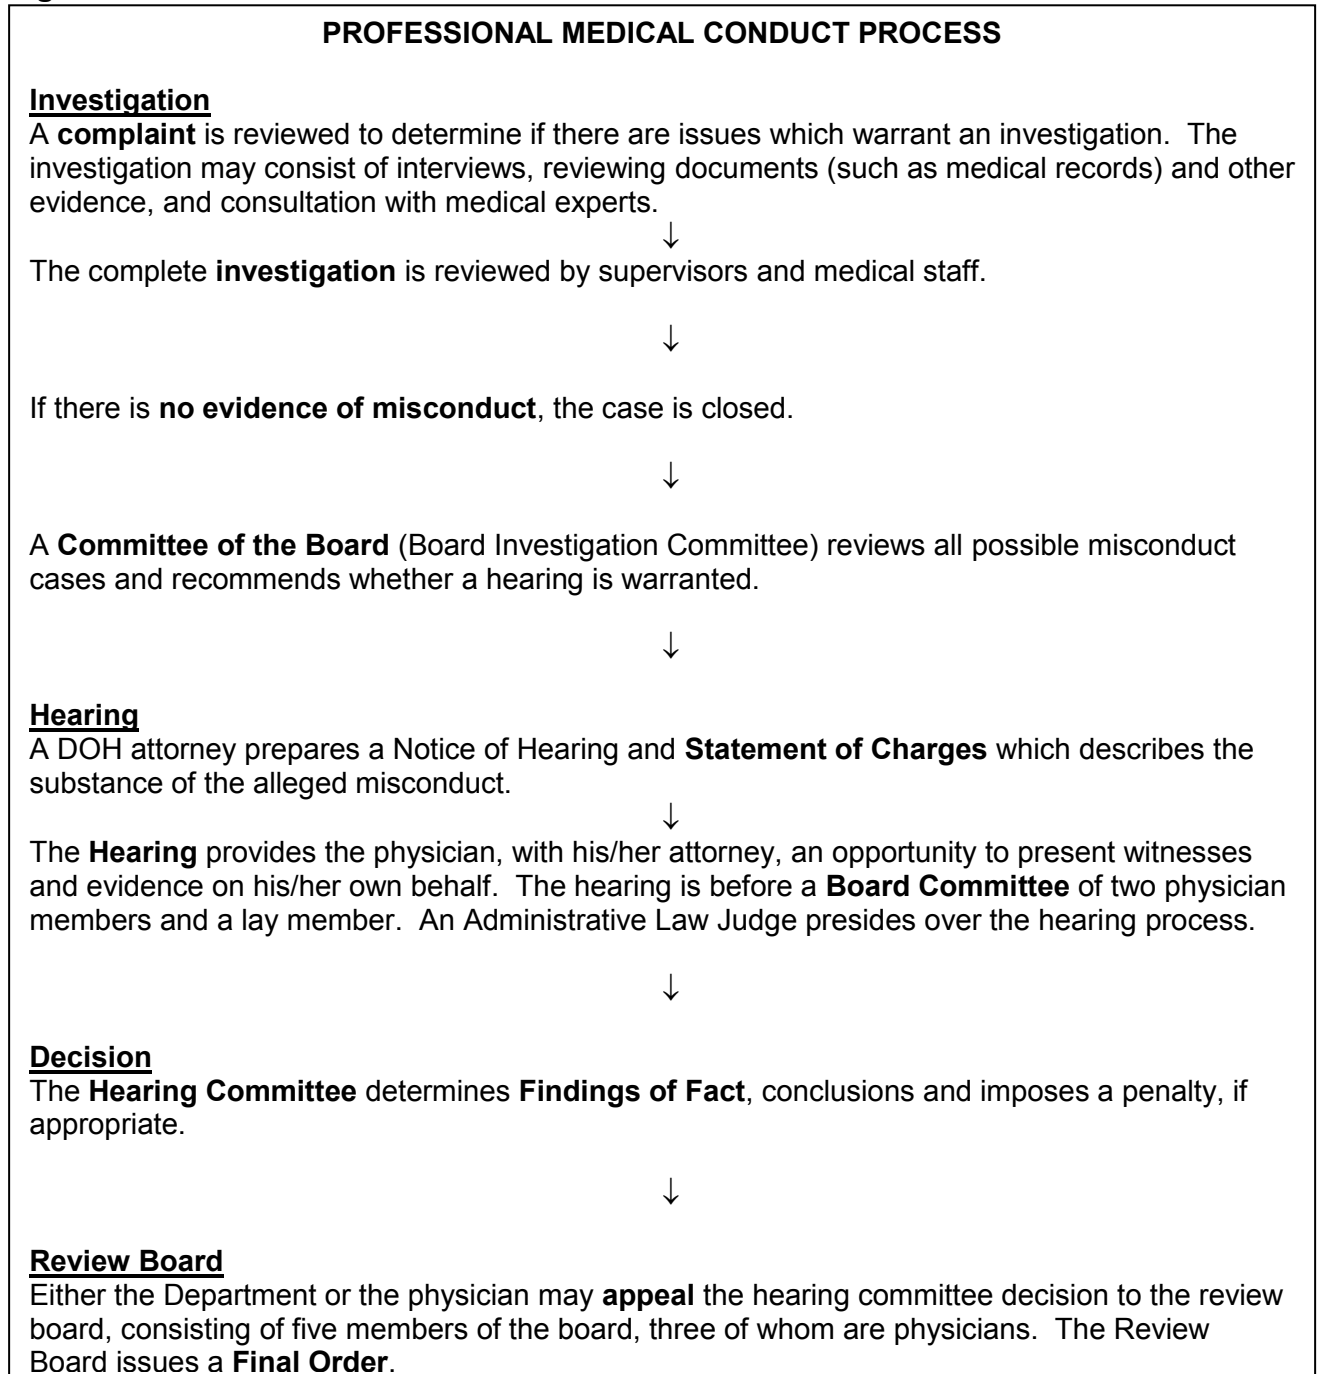 PROFESSIONAL MEDICAL CONDUCT PROCESS
Investigation
A complaint is reviewed to determine if there are issues which warrant an investigation. The
investigation may consist of interviews, reviewing documents (such as medical records) and other
evidence, and consultation with medical experts.
↓
The complete investigation is reviewed by supervisors and medical staff.
↓
If there is no evidence of misconduct, the case is closed.
↓
A Committee of the Board (Board Investigation Committee) reviews all possible misconduct
cases and recommends whether a hearing is warranted.
↓
Hearing
A DOH attorney prepares a Notice of Hearing and Statement of Charges which describes the
substance of the alleged misconduct.
↓
The Hearing provides the physician, with his/her attorney, an opportunity to present witnesses
and evidence on his/her own behalf. The hearing is before a Board Committee of two physician
members and a lay member. An Administrative Law Judge presides over the hearing process.
↓
Decision
The Hearing Committee determines Findings of Fact, conclusions and imposes a penalty, if
appropriate.
↓
Review Board
Either the Department or the physician may appeal the hearing committee decision to the review
board, consisting of five members of the board, three of whom are physicians. The Review
Board issues a Final Order.